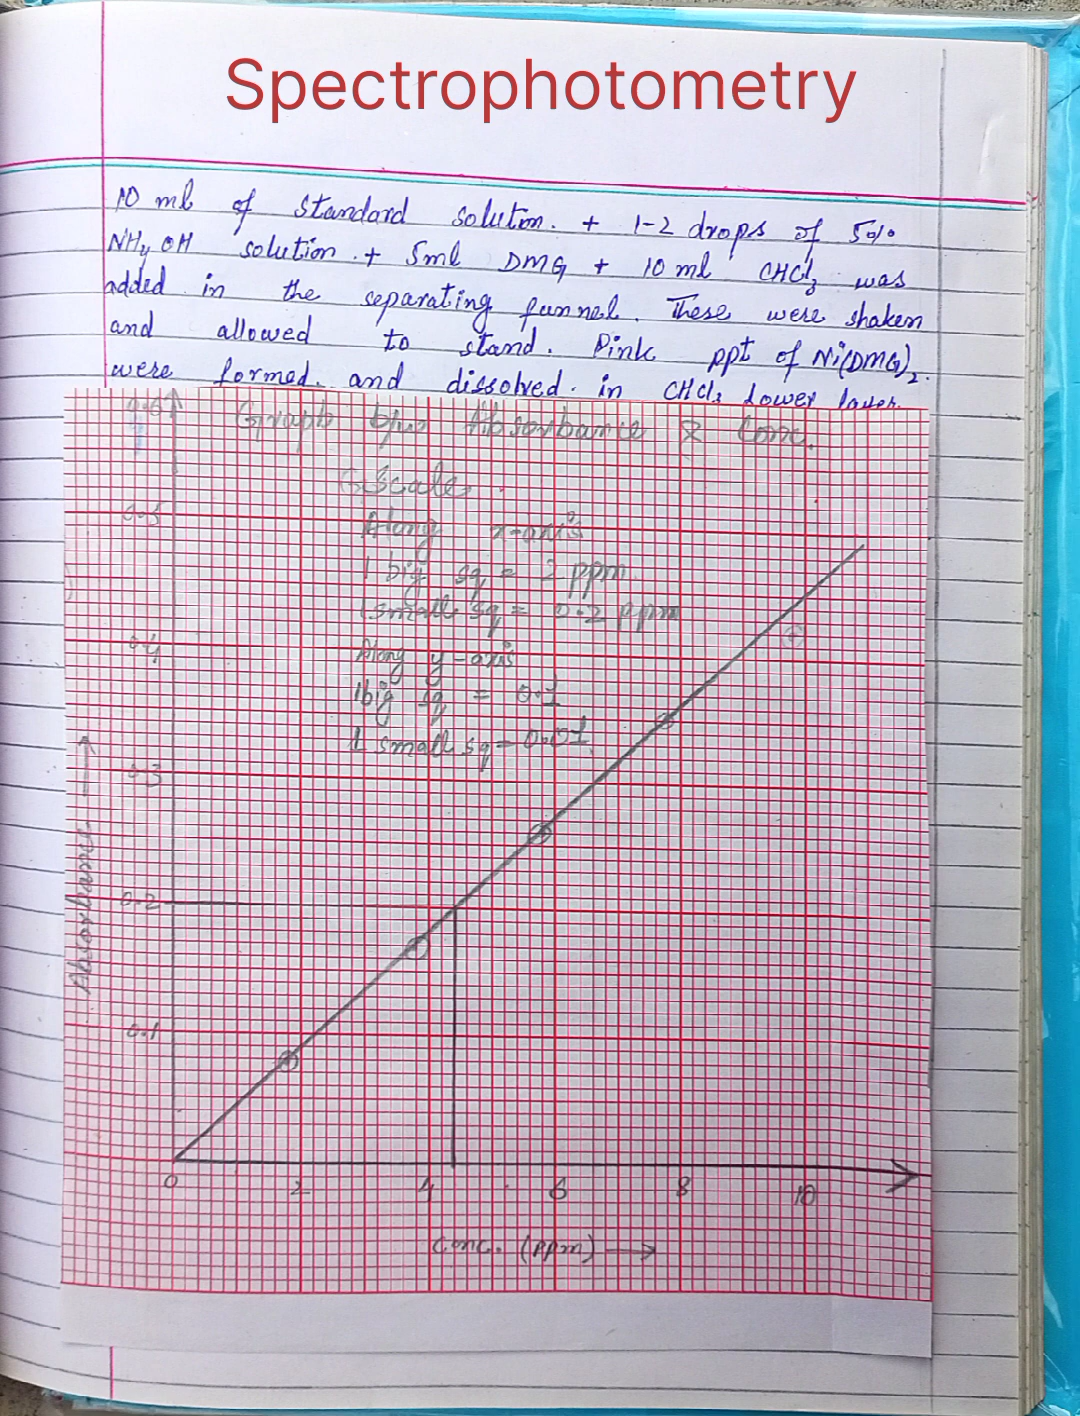 Spectrophotometry
10 ml of standard solution. + 1-2 drops of 50%
NH4OH solution. + 5ml DMG + 10 ml CHCl3 was
added in the separating funnel. These were shaken
and allowed to stand. Pink ppt of Ni(DMG)2.
were formed. and dissolved. in CHCl3 lower layer.
0.6
Graph b/w Absorbance & Conc.
Scale
0.5
Along x-axis
1 big sq = 2 ppm.
1 small sq = 0.2 ppm
0.4
Along y-axis
1 big sq = 0.1
1 small sq = 0.01
0.3
Absorbance
0.2
0.1
0 2 4 6 8 10
Conc. (ppm)